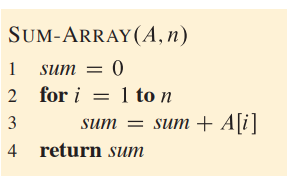 SUM-ARRAY(A, n)
1 sum = 0
2 for i = 1 to n
3 sum = sum + A[i]
4 return sum